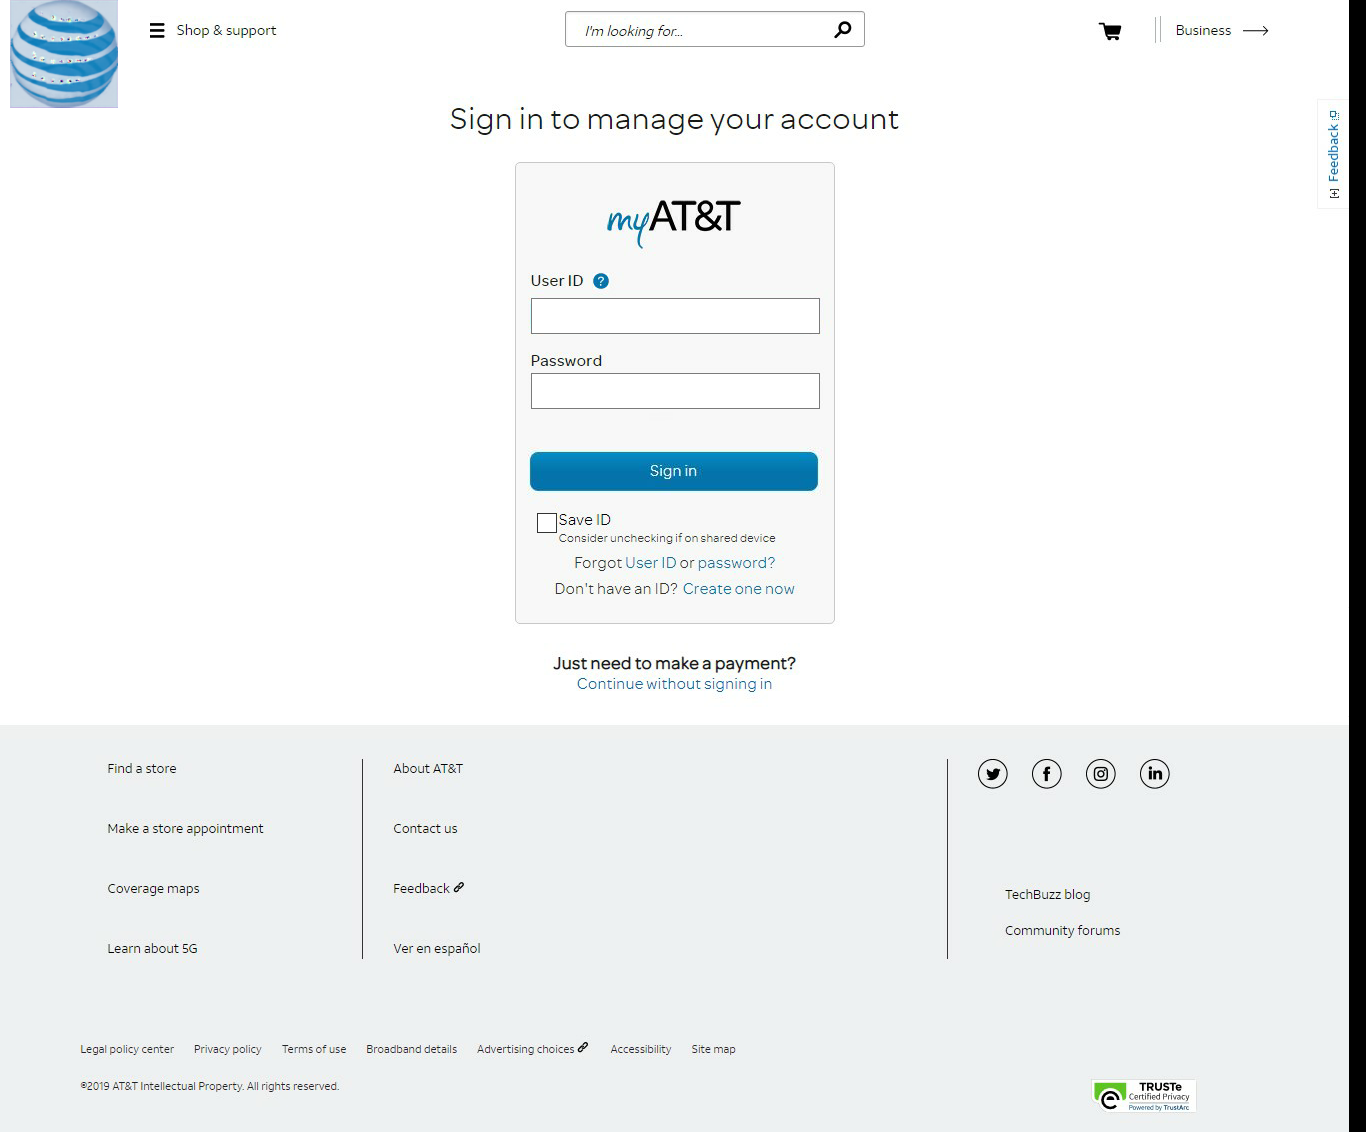 Shop & support
I'm looking for...
Business
Feedback
Sign in to manage your account
myAT&T
User ID ?
Password
Sign in
Save ID
Consider unchecking if on shared device
Forgot User ID or password?
Don't have an ID? Create one now
Just need to make a payment?
Continue without signing in
Find a store
Make a store appointment
Coverage maps
Learn about 5G
About AT&T
Contact us
Feedback
Ver en español
TechBuzz blog
Community forums
Legal policy center Privacy policy Terms of use Broadband details Advertising choices Accessibility Site map
©2019 AT&T Intellectual Property. All rights reserved.
TRUSTe
Certified Privacy
Powered by TrustArc